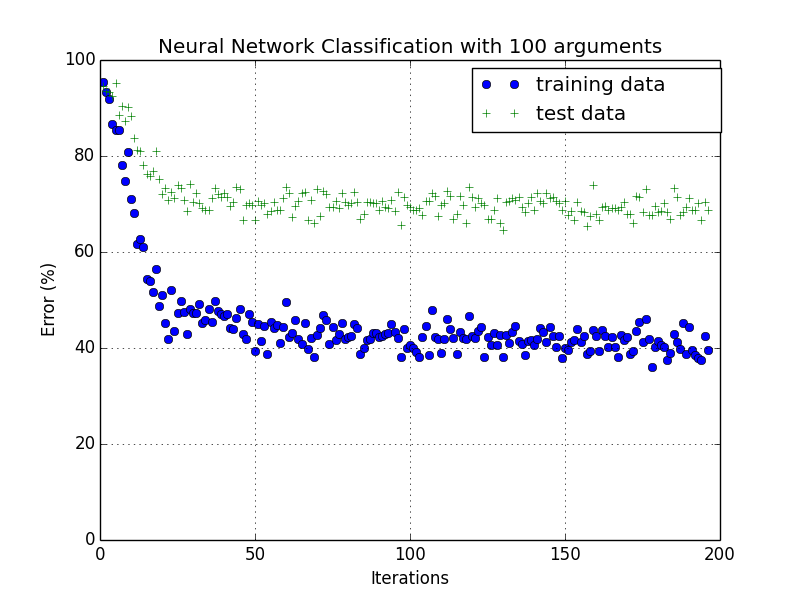 Neural Network Classification with 100 arguments
training data
test data
100
80
60
40
20
0
Error (%)
0 50 100 150 200
Iterations